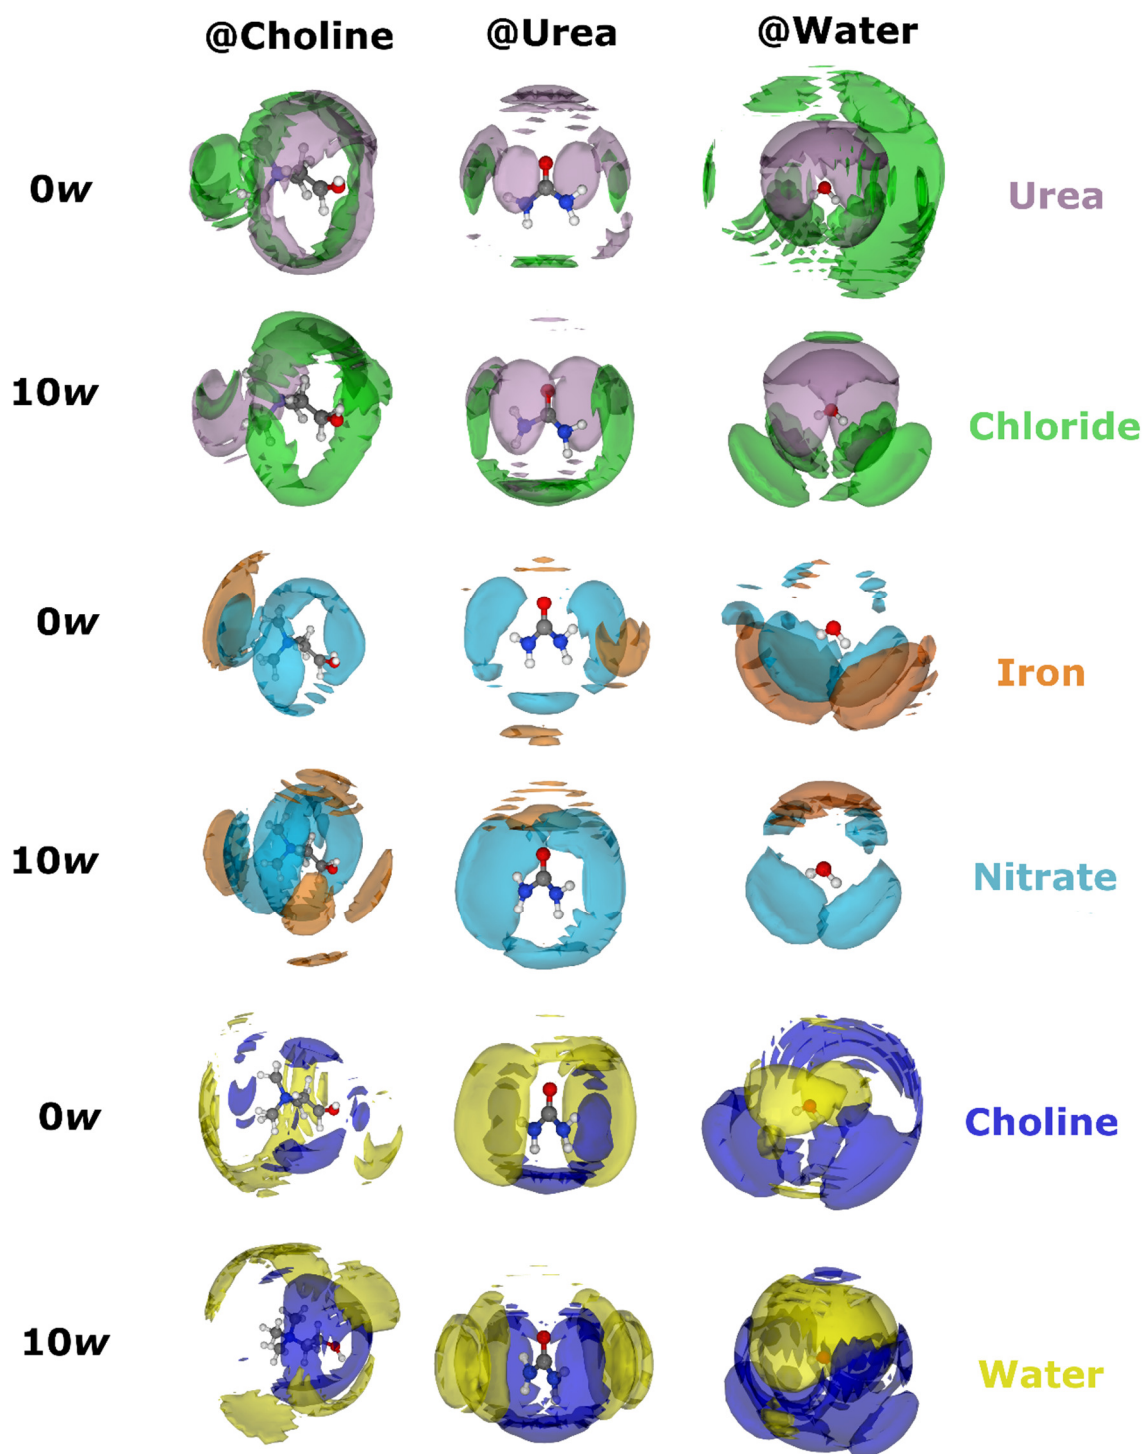 @Choline @Urea @Water
0w
Urea
10w
Chloride
0w
Iron
10w
Nitrate
0w
Choline
10w
Water